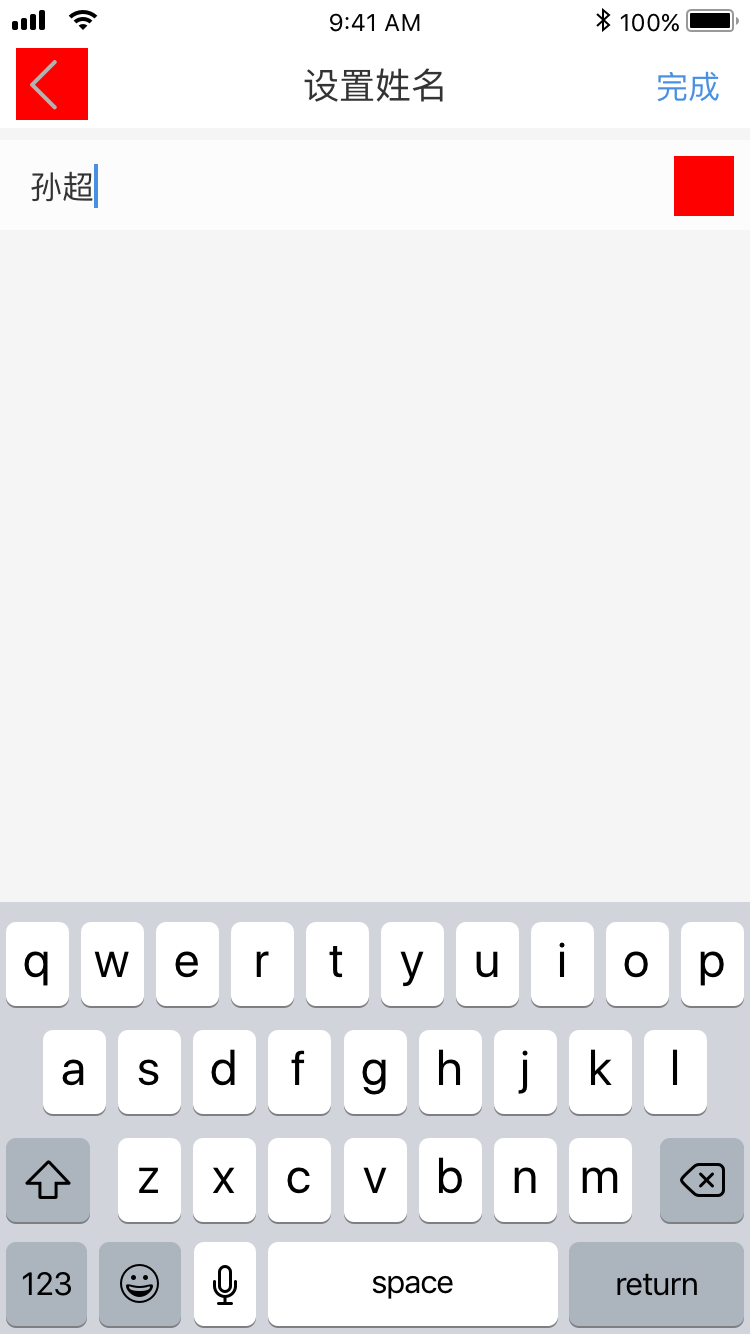 9:41 AM 100%
设置姓名 完成
孙超
q w e r t y u i o p
a s d f g h j k l
z x c v b n m
123 space return